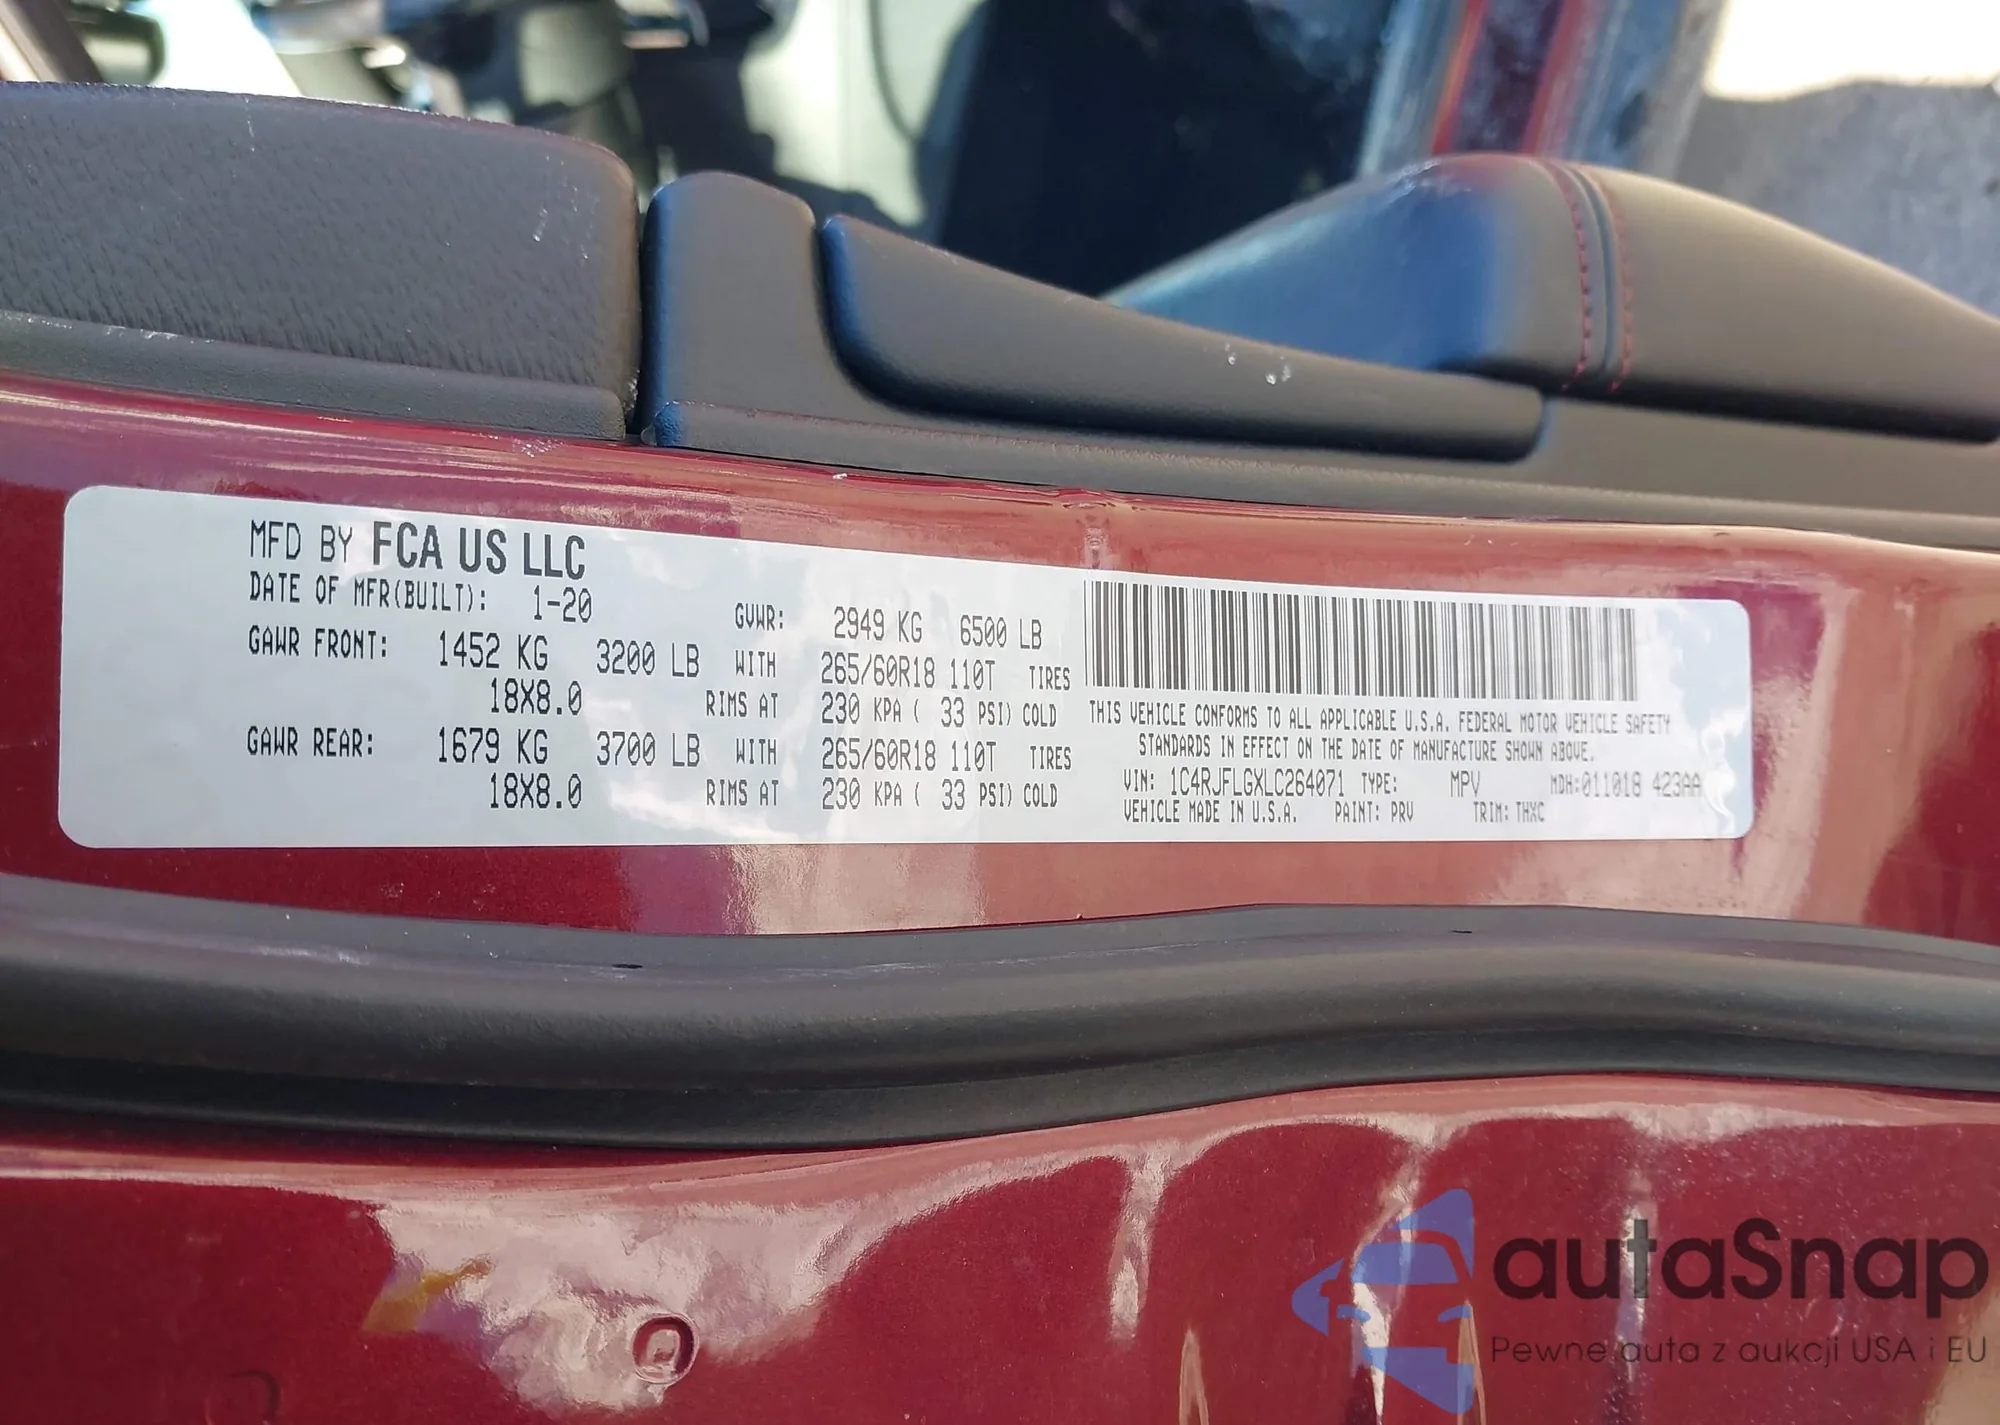 MFD BY FCA US LLC
DATE OF MFR(BUILT): 1-20 GVWR: 2949 KG 6500 LB
GAWR FRONT: 1452 KG 3200 LB WITH 265/60R18 110T TIRES
18X8.0 RIMS AT 230 KPA ( 33 PSI) COLD
GAWR REAR: 1679 KG 3700 LB WITH 265/60R18 110T TIRES
18X8.0 RIMS AT 230 KPA ( 33 PSI) COLD
THIS VEHICLE CONFORMS TO ALL APPLICABLE U.S.A. FEDERAL MOTOR VEHICLE SAFETY
STANDARDS IN EFFECT ON THE DATE OF MANUFACTURE SHOWN ABOVE.
VIN: 1C4RJFLGXLC264071 TYPE: MPV MDH:011018 423AA
VEHICLE MADE IN U.S.A. PAINT: PRV TRIM: THXC
autaSnap
Pewne auta z aukcji USA i EU